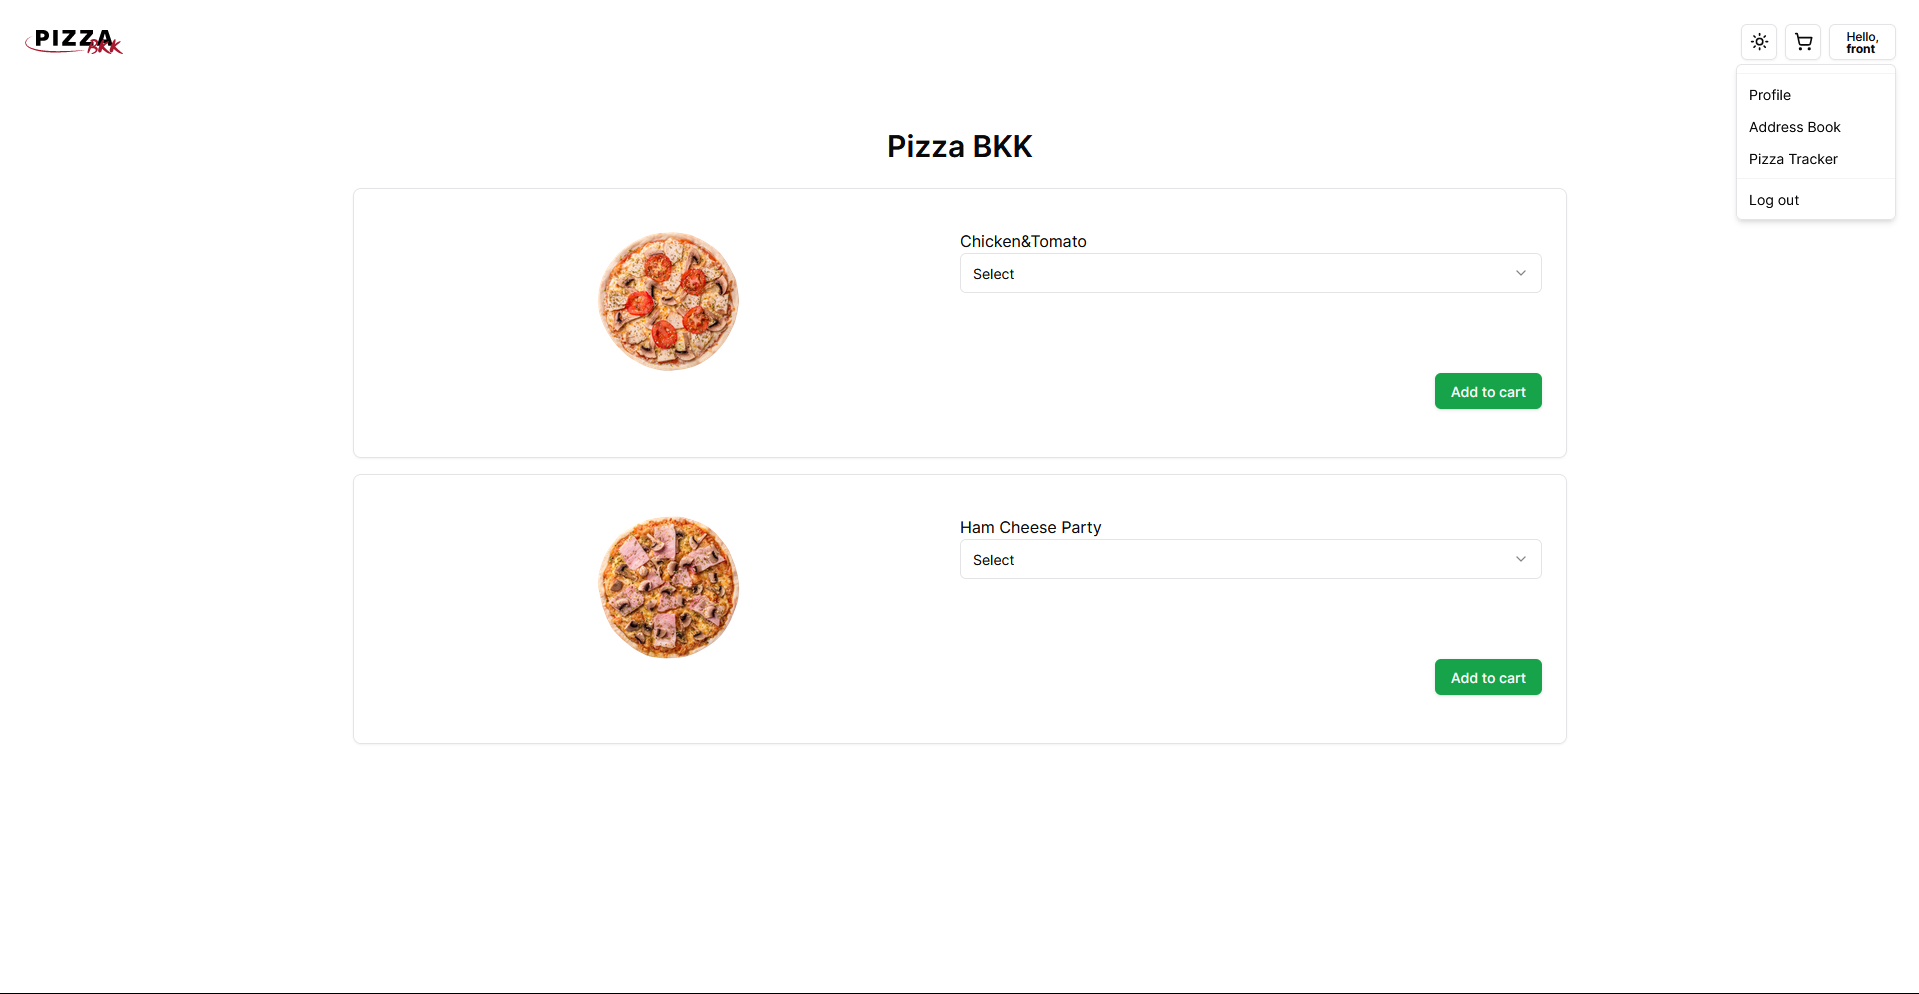 PIZZA
BKK
Hello,
front
Profile
Address Book
Pizza Tracker
Log out
Pizza BKK
Chicken&Tomato
Select
Add to cart
Ham Cheese Party
Select
Add to cart